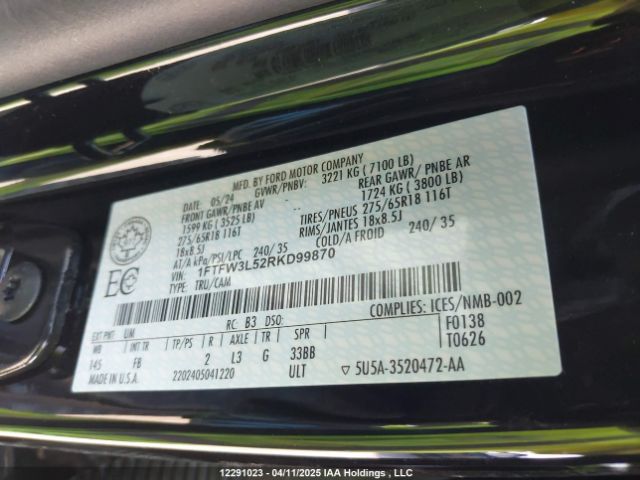 MFD. BY FORD MOTOR COMPANY
DATE: 05/24 GVWR/PNBV: 3221 KG ( 7100 LB)
FRONT GAWR/PNBE AV REAR GAWR/ PNBE AR
1599 KG ( 3525 LB) 1724 KG ( 3800 LB)
275/65R18 116T TIRES/PNEUS 275/65R18 116T
18x8.5J RIMS/JANTES 18x8.5J
AT/A kPa/PSI/LPC 240/ 35 COLD/A FROID 240/ 35
VIN: 1FTFW3L52RKD99870
TYPE: TRU/CAM
EC
COMPLIES: ICES/NMB-002
EXT PNT: UM RC: B3 DSO: F0138
WB TP/PS R AXLE TR SPR T0626
145 FB 2 L3 G 33BB
MADE IN U.S.A. 2202405041220 ULT 5U5A-3520472-AA
12291023 - 04/11/2025 IAA Holdings , LLC